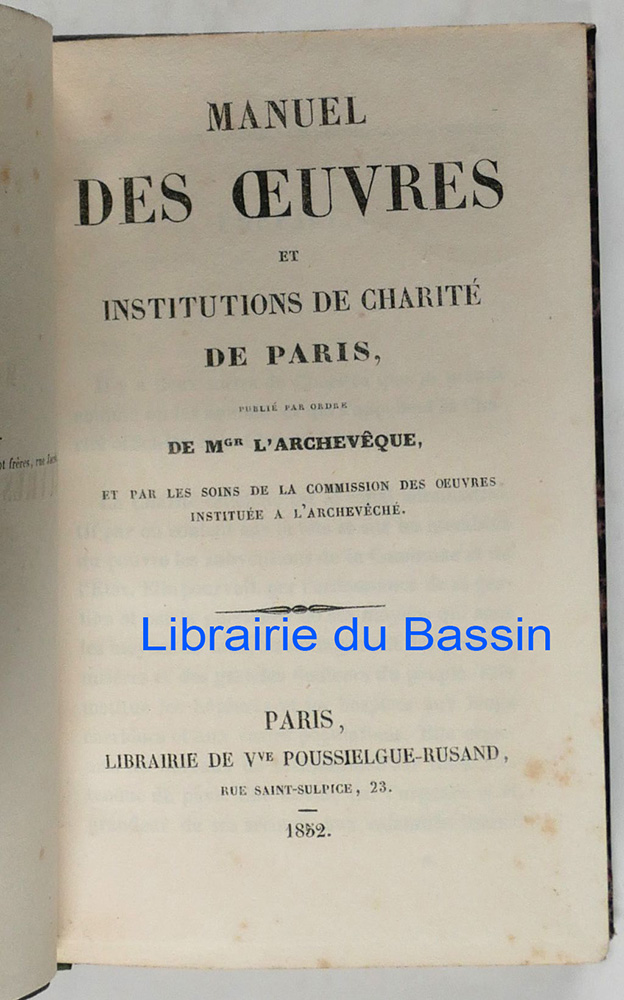 MANUEL
DES ŒUVRES
ET
INSTITUTIONS DE CHARITÉ
DE PARIS,
PUBLIÉ PAR ORDRE
DE MGR L'ARCHEVÊQUE,
ET PAR LES SOINS DE LA COMMISSION DES OEUVRES
INSTITUÉE A L'ARCHEVÊCHÉ.
Librairie du Bassin
PARIS,
LIBRAIRIE DE VVE POUSSIELGUE-RUSAND,
RUE SAINT-SULPICE, 23.
1852.
frères, rue